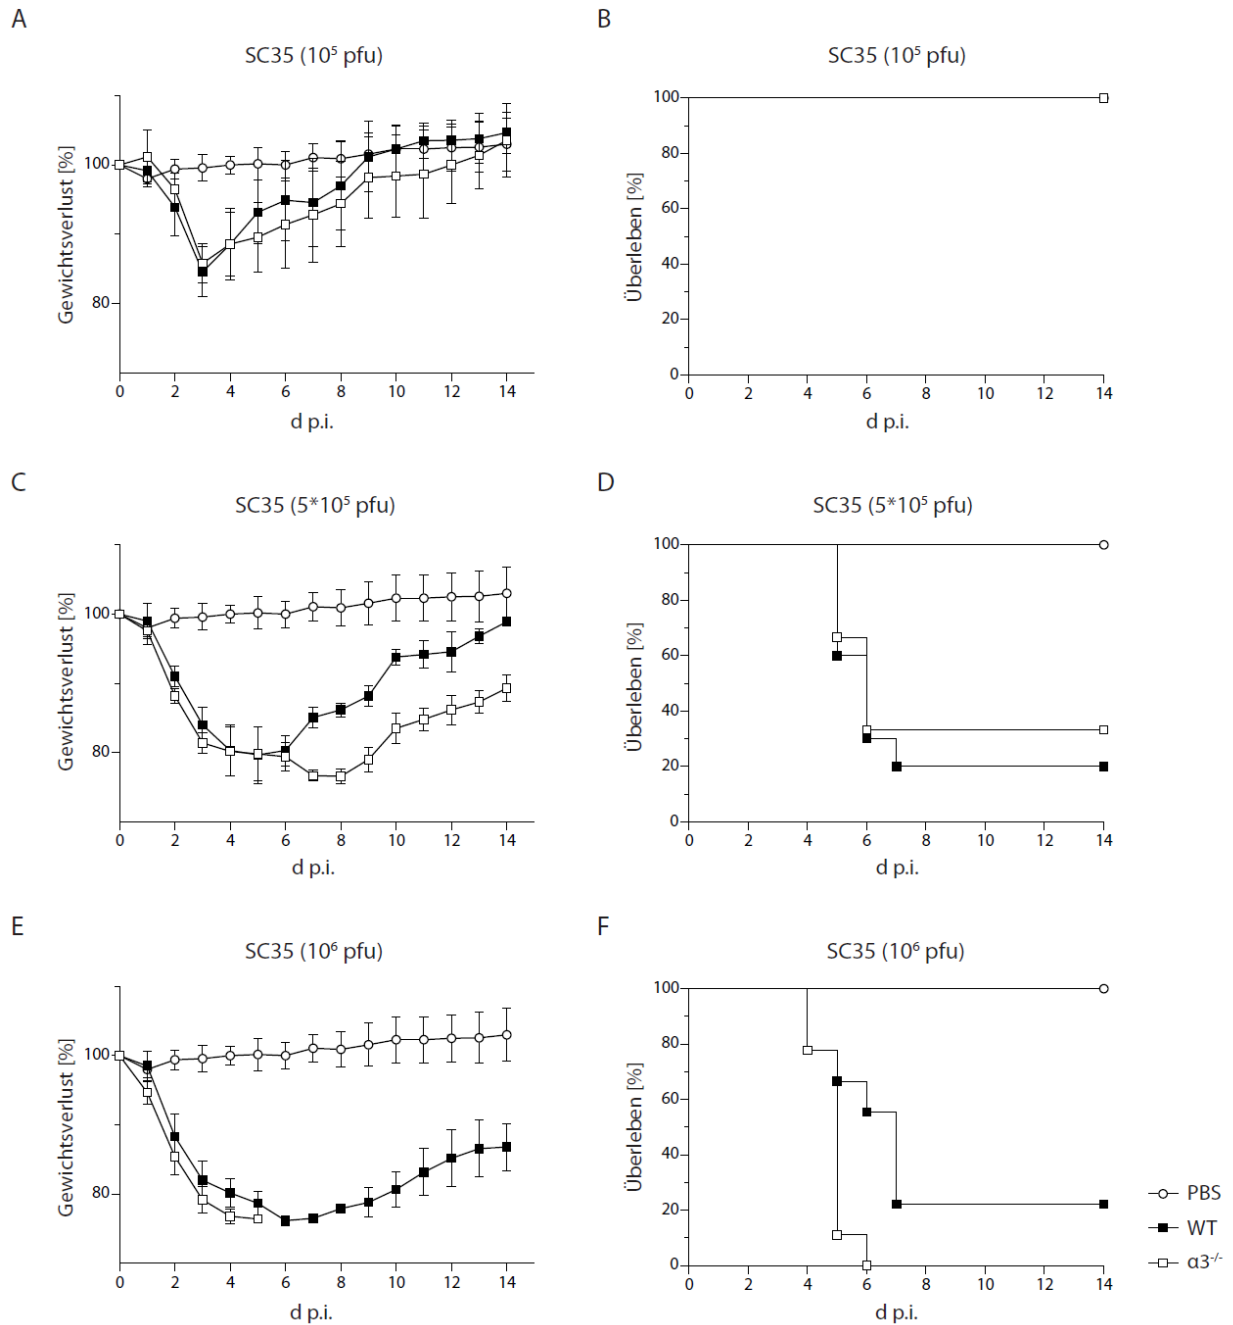 A
SC35 (10⁵ pfu)
Gewichtsverlust [%]
100
80
0 2 4 6 8 10 12 14
d p.i.
B
SC35 (10⁵ pfu)
Überleben [%]
100
80
60
40
20
0
0 2 4 6 8 10 12 14
d p.i.
C
SC35 (5*10⁵ pfu)
Gewichtsverlust [%]
100
80
0 2 4 6 8 10 12 14
d p.i.
D
SC35 (5*10⁵ pfu)
Überleben [%]
100
80
60
40
20
0
0 2 4 6 8 10 12 14
d p.i.
E
SC35 (10⁶ pfu)
Gewichtsverlust [%]
100
80
0 2 4 6 8 10 12 14
d p.i.
F
SC35 (10⁶ pfu)
Überleben [%]
100
80
60
40
20
0
0 2 4 6 8 10 12 14
d p.i.
PBS
WT
α3⁻/⁻